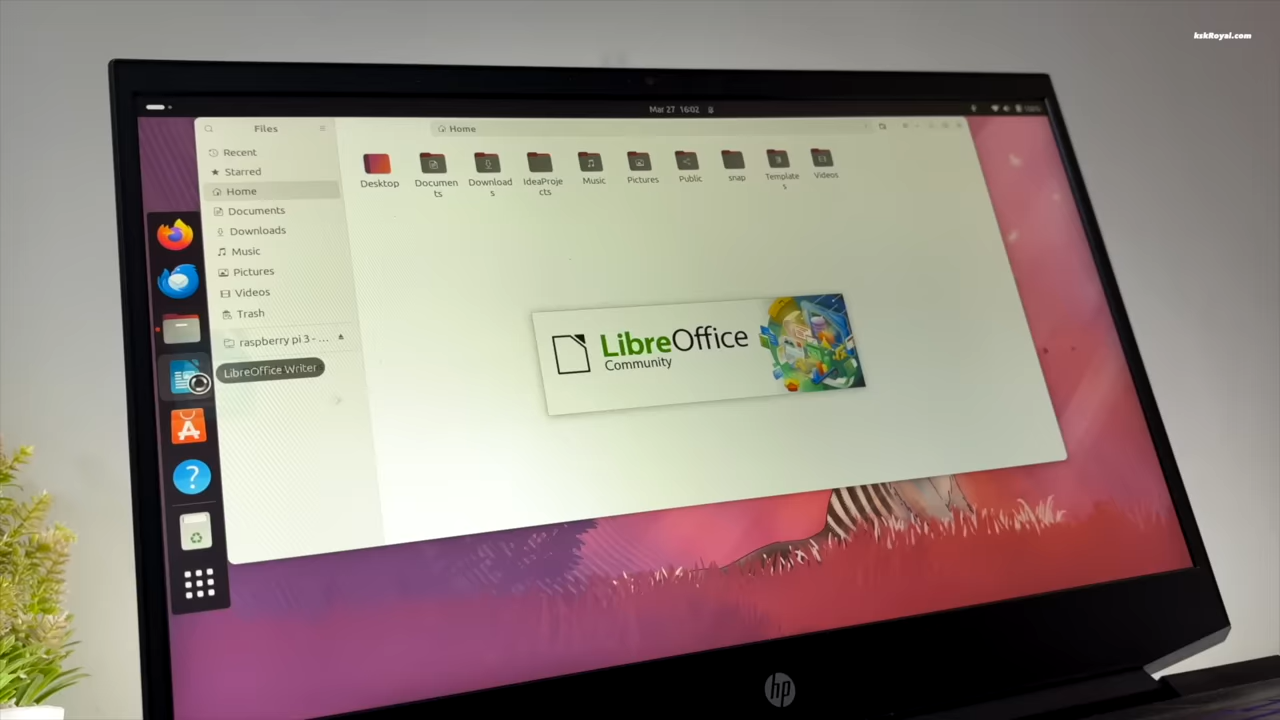 kskRoyal.com
Mar 27 16:02
Files
Home
Recent
Starred
Home
Documents
Downloads
Music
Pictures
Videos
Trash
raspberry pi 3 - ...
LibreOffice Writer
Desktop
Documen
ts
Download
s
IdeaProje
cts
Music
Pictures
Public
snap
Template
s
Videos
LibreOffice
Community
?
A
hp